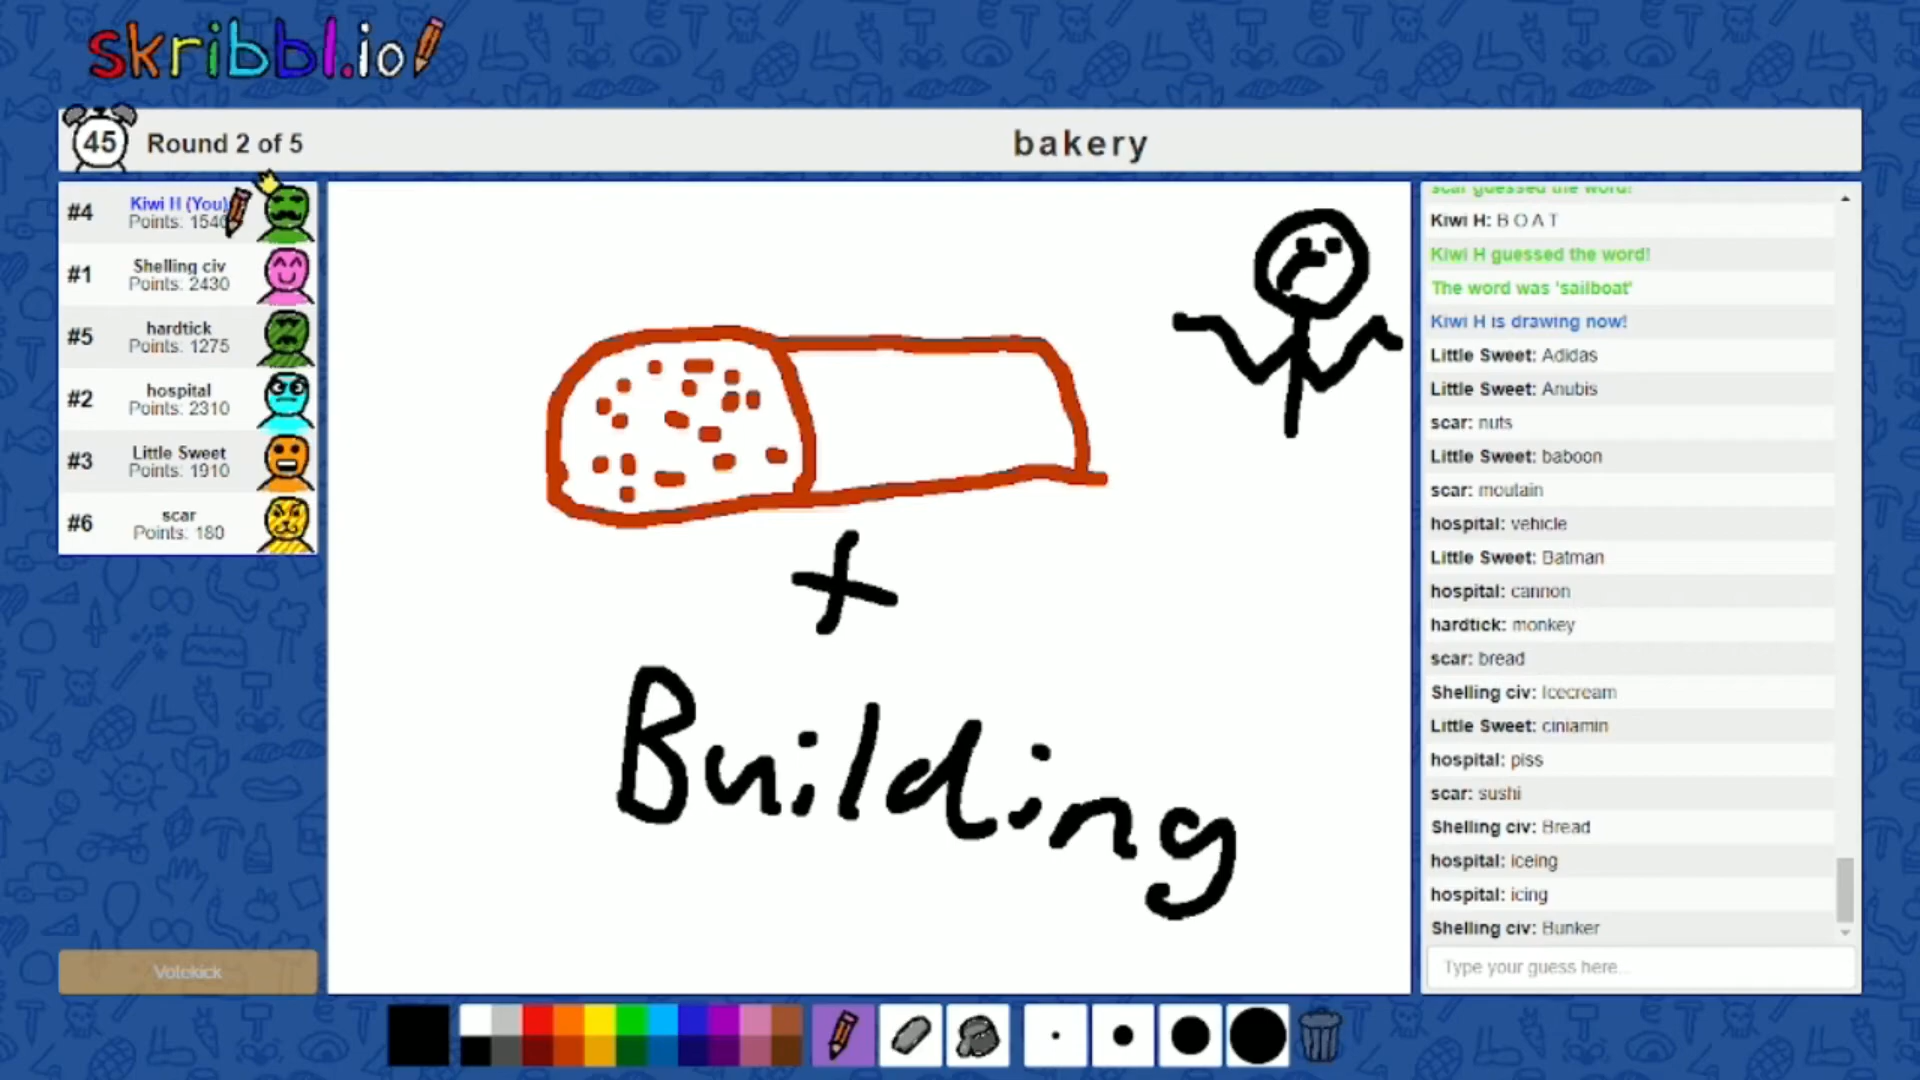 skribbl.io
45
Round 2 of 5
bakery
#4
Kiwi H (You)
Points: 1540
#1
Shelling civ
Points: 2430
#5
hardtick
Points: 1275
#2
hospital
Points: 2310
#3
Little Sweet
Points: 1910
#6
scar
Points: 180
Votekick
+
Building
scar guessed the word!
Kiwi H: B O A T
Kiwi H guessed the word!
The word was 'sailboat'
Kiwi H is drawing now!
Little Sweet: Adidas
Little Sweet: Anubis
scar: nuts
Little Sweet: baboon
scar: moutain
hospital: vehicle
Little Sweet: Batman
hospital: cannon
hardtick: monkey
scar: bread
Shelling civ: Icecream
Little Sweet: ciniamin
hospital: piss
scar: sushi
Shelling civ: Bread
hospital: iceing
hospital: icing
Shelling civ: Bunker
Type your guess here...